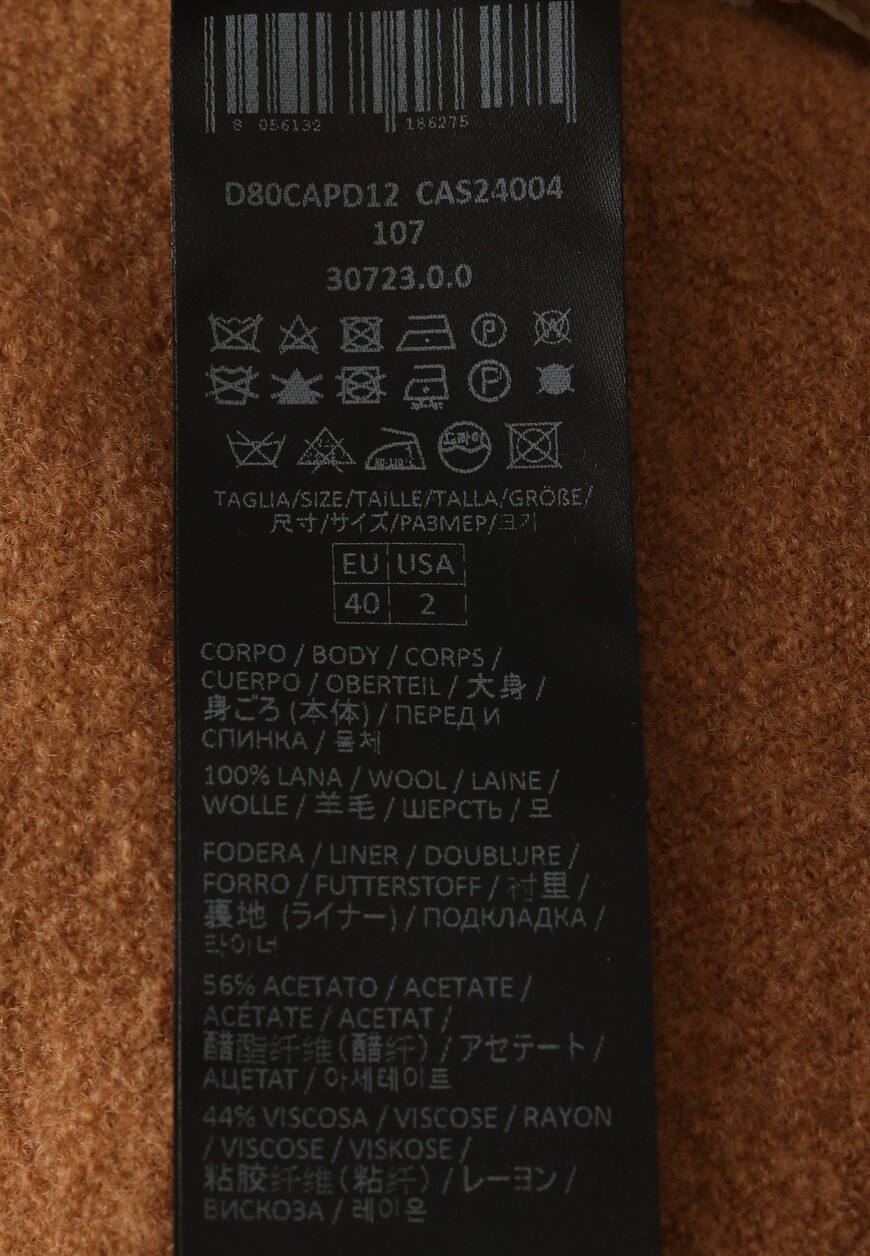 8 056132 186275
D80CAPD12 CAS24004
107
30723.0.0
TAGLIA/SIZE/TAILLE/TALLA/GRÖßE/
尺寸/サイズ/РАЗМЕР/크기
EU USA
40 2
CORPO / BODY / CORPS /
CUERPO / OBERTEIL / 大身 /
身ごろ (本体) / ПЕРЕД И
СПИНКА / 몸체
100% LANA / WOOL / LAINE /
WOLLE / 羊毛 / ШЕРСТЬ / 모
FODERA / LINER / DOUBLURE /
FORRO / FUTTERSTOFF / 衬里 /
裏地 (ライナー) / ПОДКЛАДКА /
라이너
56% ACETATO / ACETATE /
ACÉTATE / ACETAT /
醋酯纤维(醋纤) / アセテート /
АЦЕТАТ / 아세테이트
44% VISCOSA / VISCOSE / RAYON
/ VISCOSE / VISKOSE /
粘胶纤维(粘纤) / レーヨン /
ВИСКОЗА / 레이온